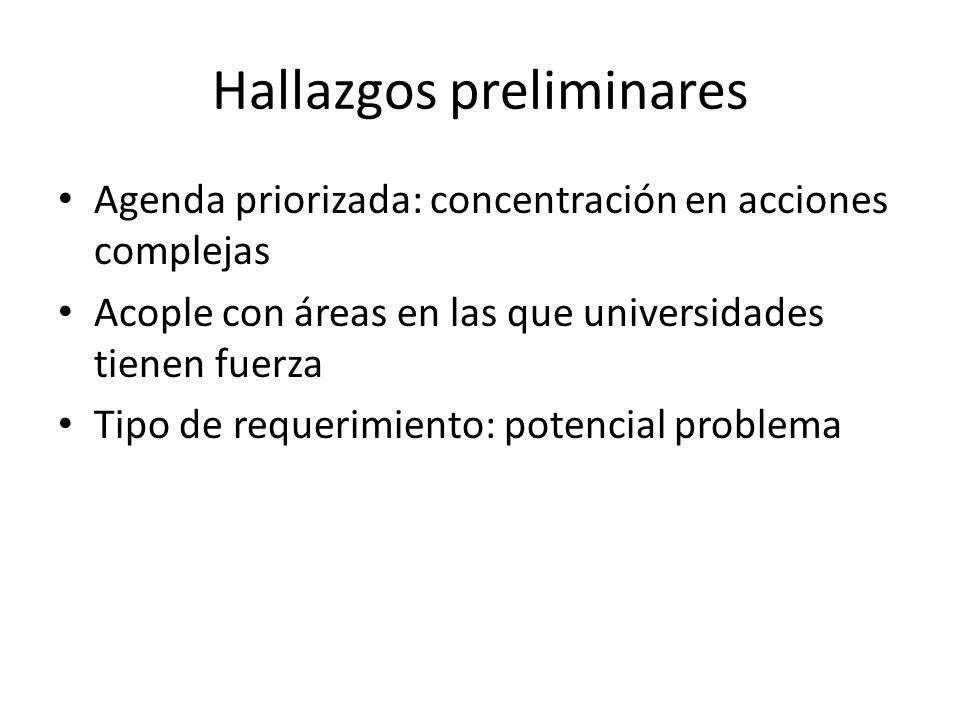 Hallazgos preliminares
• Agenda priorizada: concentración en acciones
complejas
• Acople con áreas en las que universidades
tienen fuerza
• Tipo de requerimiento: potencial problema